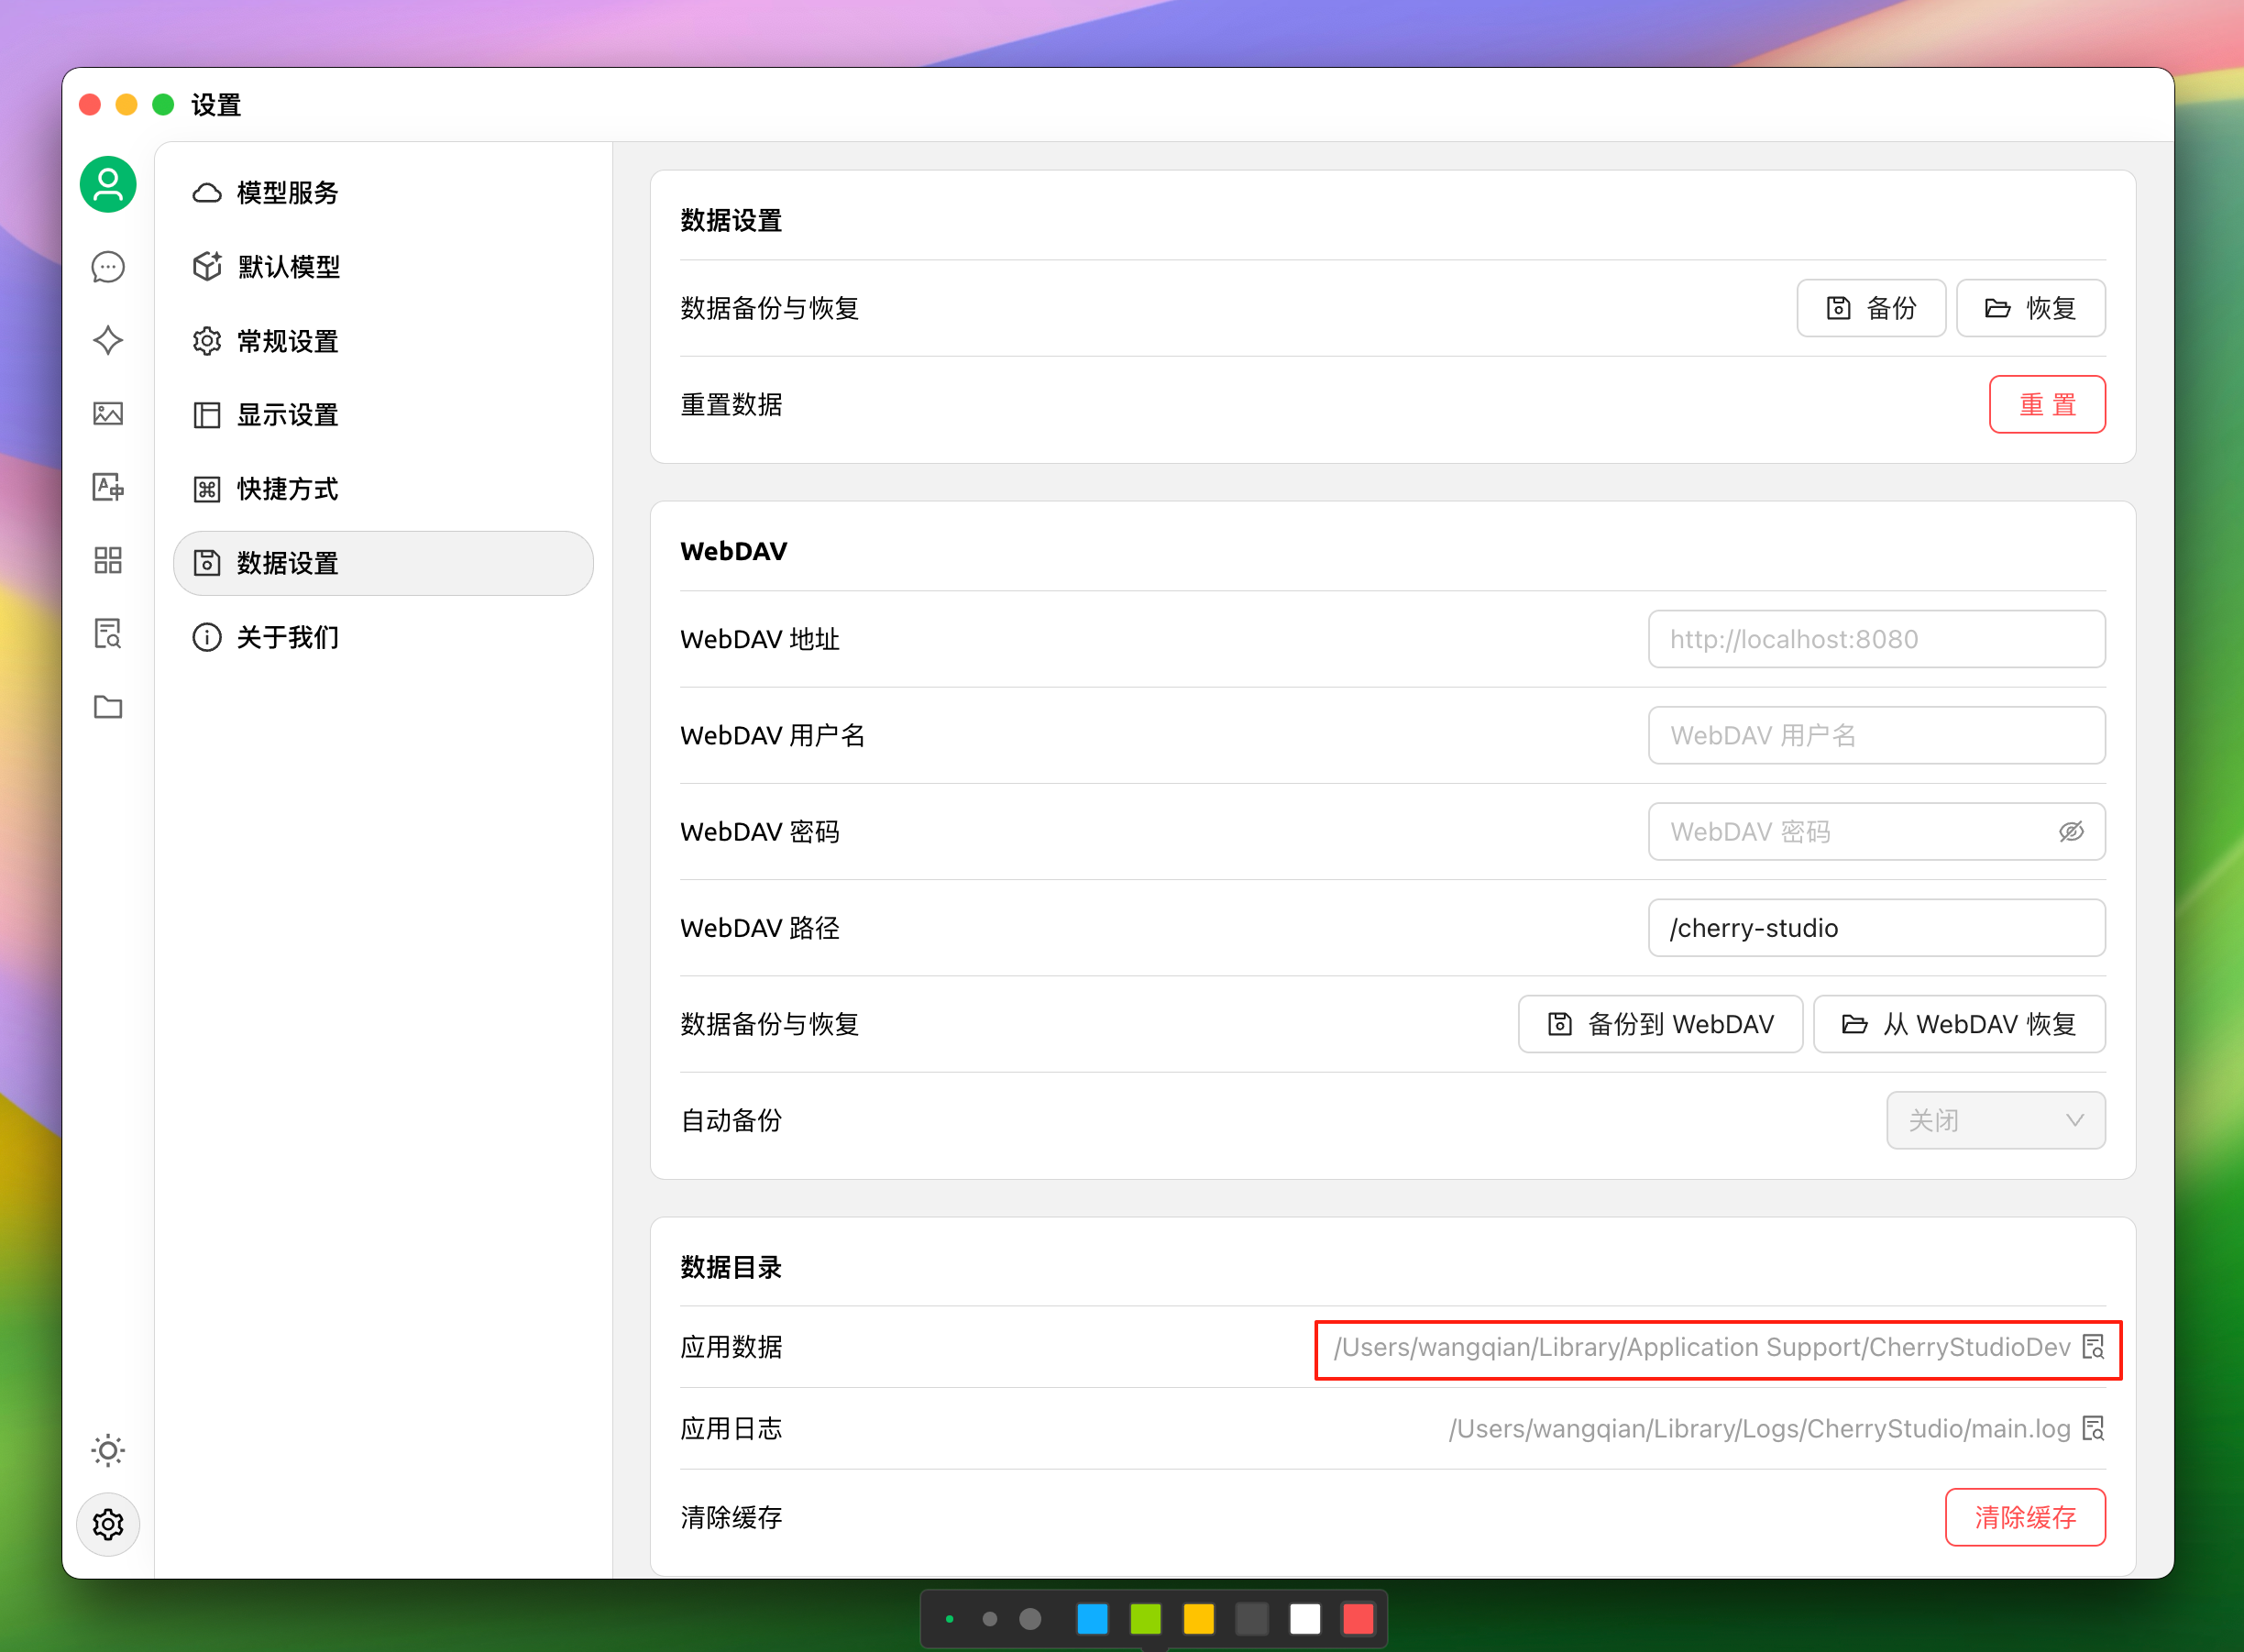 设置
模型服务
默认模型
常规设置
显示设置
快捷方式
数据设置
关于我们
数据设置
数据备份与恢复
备份
恢复
重置数据
重 置
WebDAV
WebDAV 地址
http://localhost:8080
WebDAV 用户名
WebDAV 用户名
WebDAV 密码
WebDAV 密码
WebDAV 路径
/cherry-studio
数据备份与恢复
备份到 WebDAV
从 WebDAV 恢复
自动备份
关闭
数据目录
应用数据
/Users/wangqian/Library/Application Support/CherryStudioDev
应用日志
/Users/wangqian/Library/Logs/CherryStudio/main.log
清除缓存
清除缓存